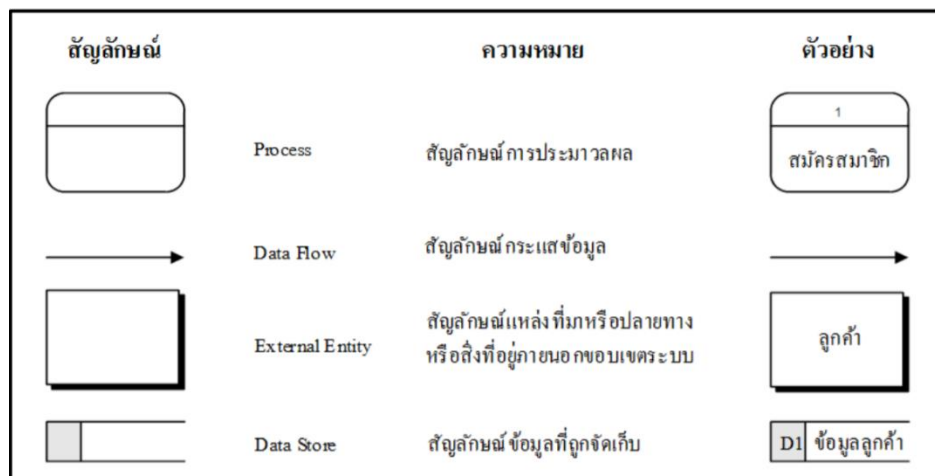 สัญลักษณ์ ความหมาย ตัวอย่าง
1
Process สัญลักษณ์การประมวลผล สมัครสมาชิก
Data Flow สัญลักษณ์กระแสข้อมูล
External Entity สัญลักษณ์แหล่งที่มาหรือปลายทาง ลูกค้า
หรือสิ่งที่อยู่ภายนอกขอบเขตระบบ
Data Store สัญลักษณ์ข้อมูลที่ถูกจัดเก็บ D1 ข้อมูลลูกค้า